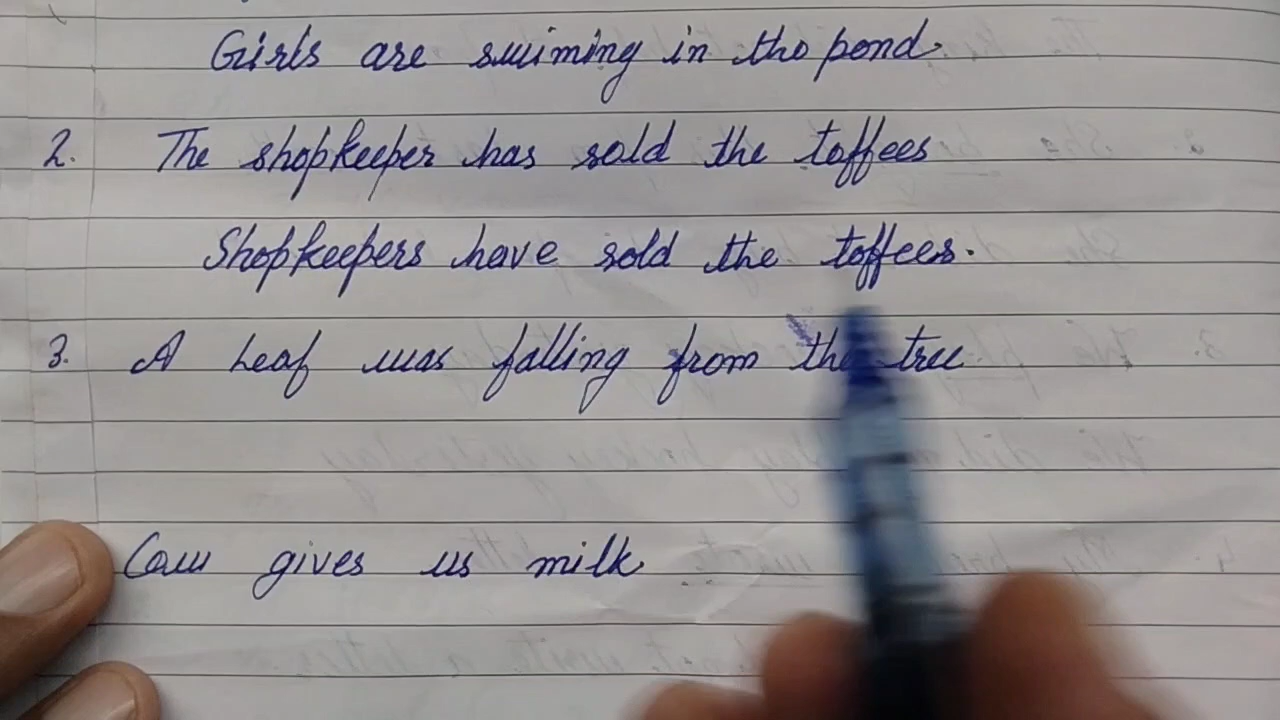 Girls are swiming in the pond.
2. The shopkeeper has sold the toffees
Shopkeepers have sold the toffees.
3. A Leaf was falling from the tree
Cow gives us milk